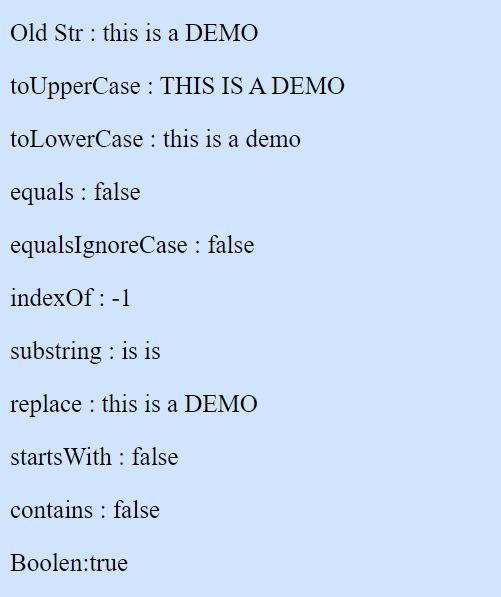 Old Str : this is a DEMO
toUpperCase : THIS IS A DEMO
toLowerCase : this is a demo
equals : false
equalsIgnoreCase : false
indexOf : -1
substring : is is
replace : this is a DEMO
startsWith : false
contains : false
Boolen:true